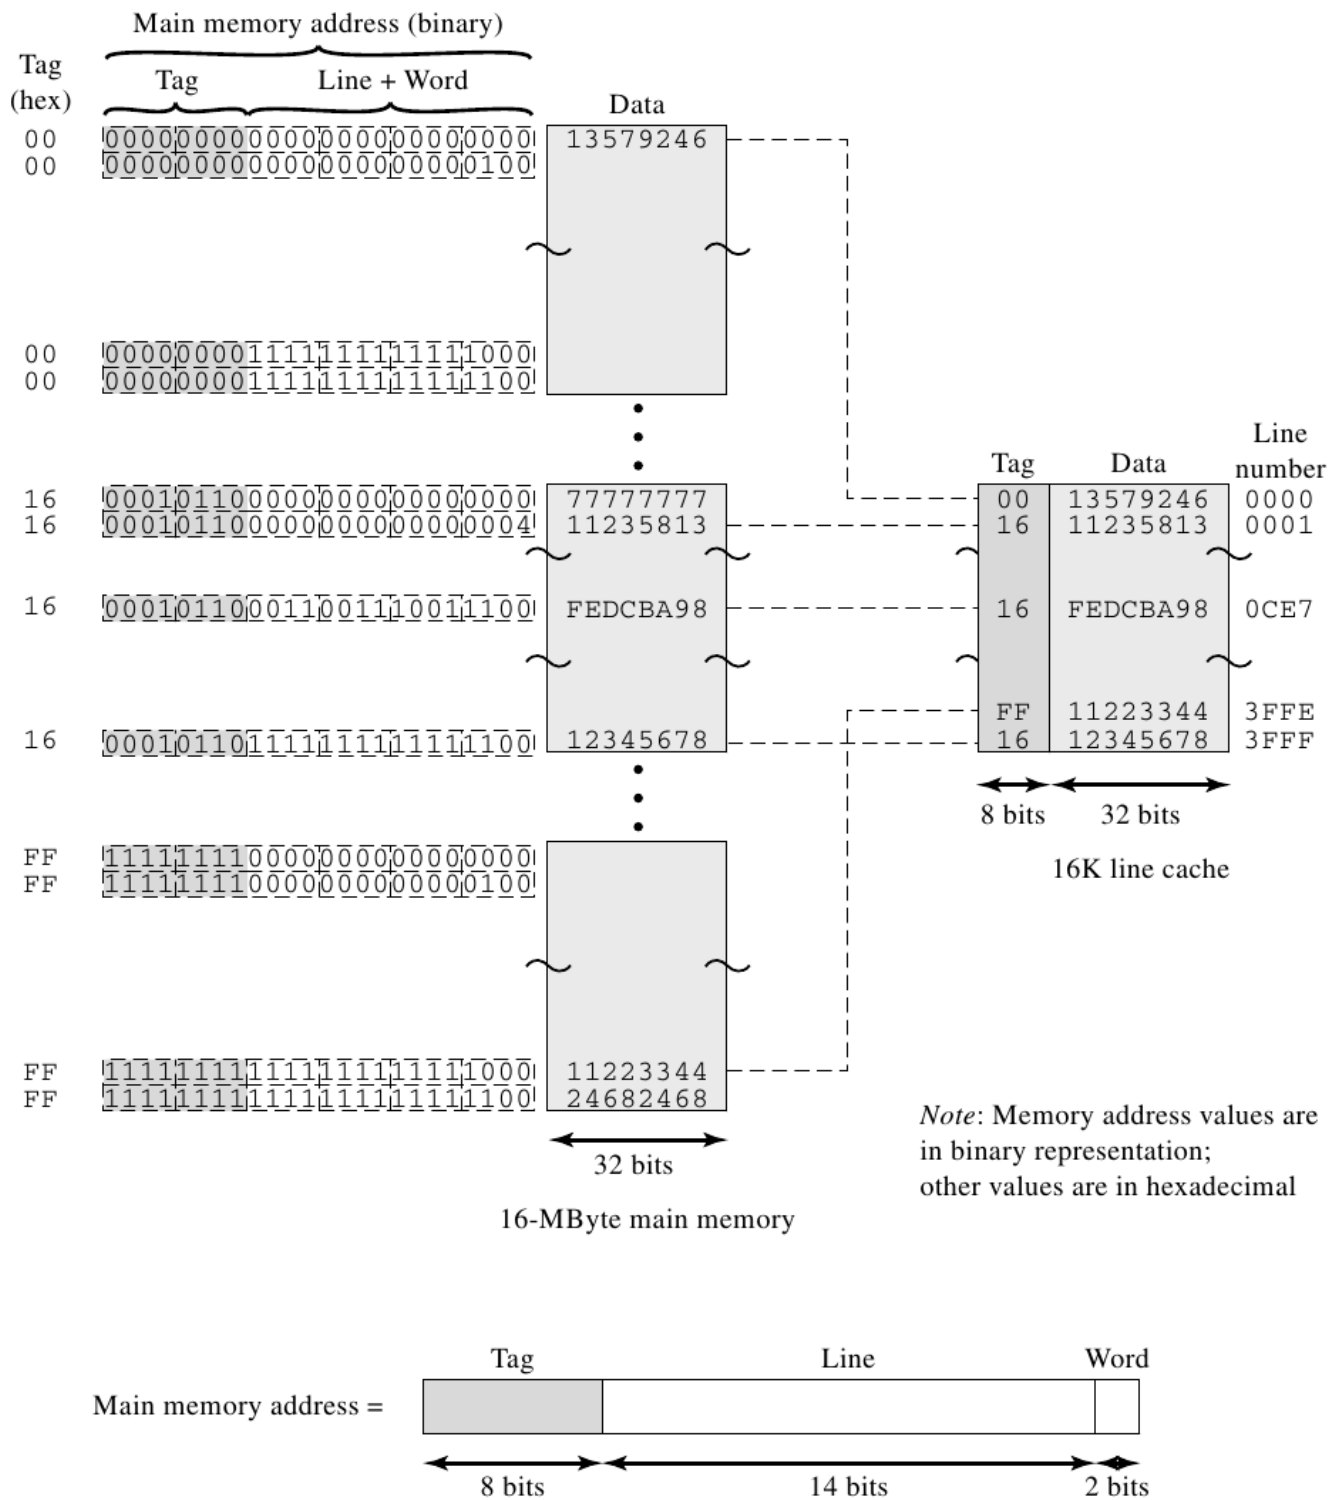 Main memory address (binary)
Tag
(hex)
Tag
Line + Word
Data
00 0000 0000 0000 0000 0000 0000 13579246
00 0000 0000 0000 0000 0000 0100
00 0000 0000 1111 1111 1111 1000
00 0000 0000 1111 1111 1111 1100
16 0001 0110 0000 0000 0000 0000 77777777
16 0001 0110 0000 0000 0000 0004 11235813
16 0001 0110 0011 0011 1001 1100 FEDCBA98
16 0001 0110 1111 1111 1111 1100 12345678
FF 1111 1111 0000 0000 0000 0000
FF 1111 1111 0000 0000 0000 0100
FF 1111 1111 1111 1111 1111 1000 11223344
FF 1111 1111 1111 1111 1111 1100 24682468
32 bits
16-MByte main memory
Tag
Data
Line
number
00 13579246 0000
16 11235813 0001
16 FEDCBA98 0CE7
FF 11223344 3FFE
16 12345678 3FFF
8 bits
32 bits
16K line cache
Note: Memory address values are
in binary representation;
other values are in hexadecimal
Tag
Line
Word
Main memory address =
8 bits
14 bits
2 bits